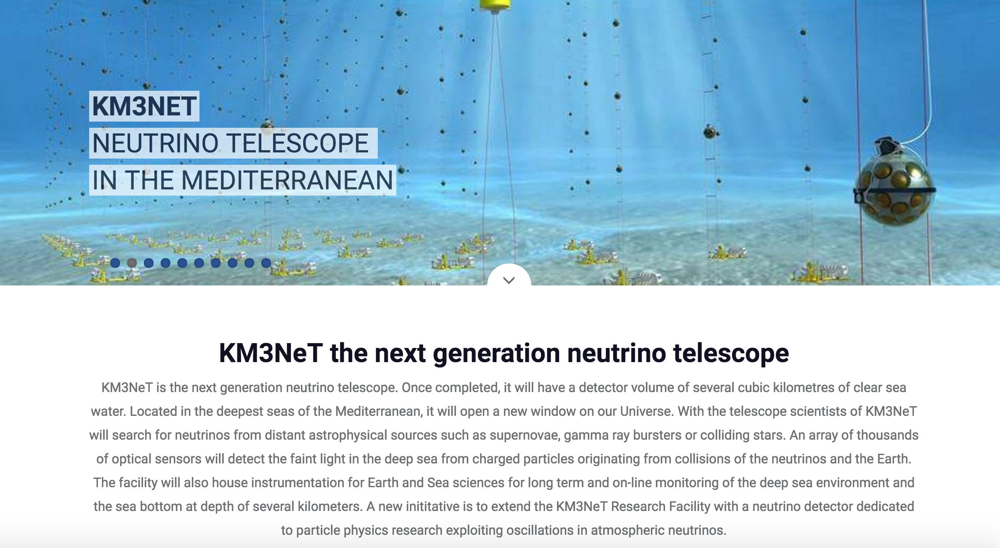 KM3NET
NEUTRINO TELESCOPE
IN THE MEDITERRANEAN
KM3NeT the next generation neutrino telescope
KM3NeT is the next generation neutrino telescope. Once completed, it will have a detector volume of several cubic kilometres of clear sea
water. Located in the deepest seas of the Mediterranean, it will open a new window on our Universe. With the telescope scientists of KM3NeT
will search for neutrinos from distant astrophysical sources such as supernovae, gamma ray bursters or colliding stars. An array of thousands
of optical sensors will detect the faint light in the deep sea from charged particles originating from collisions of the neutrinos and the Earth.
The facility will also house instrumentation for Earth and Sea sciences for long term and on-line monitoring of the deep sea environment and
the sea bottom at depth of several kilometers. A new inititative is to extend the KM3NeT Research Facility with a neutrino detector dedicated
to particle physics research exploiting oscillations in atmospheric neutrinos.